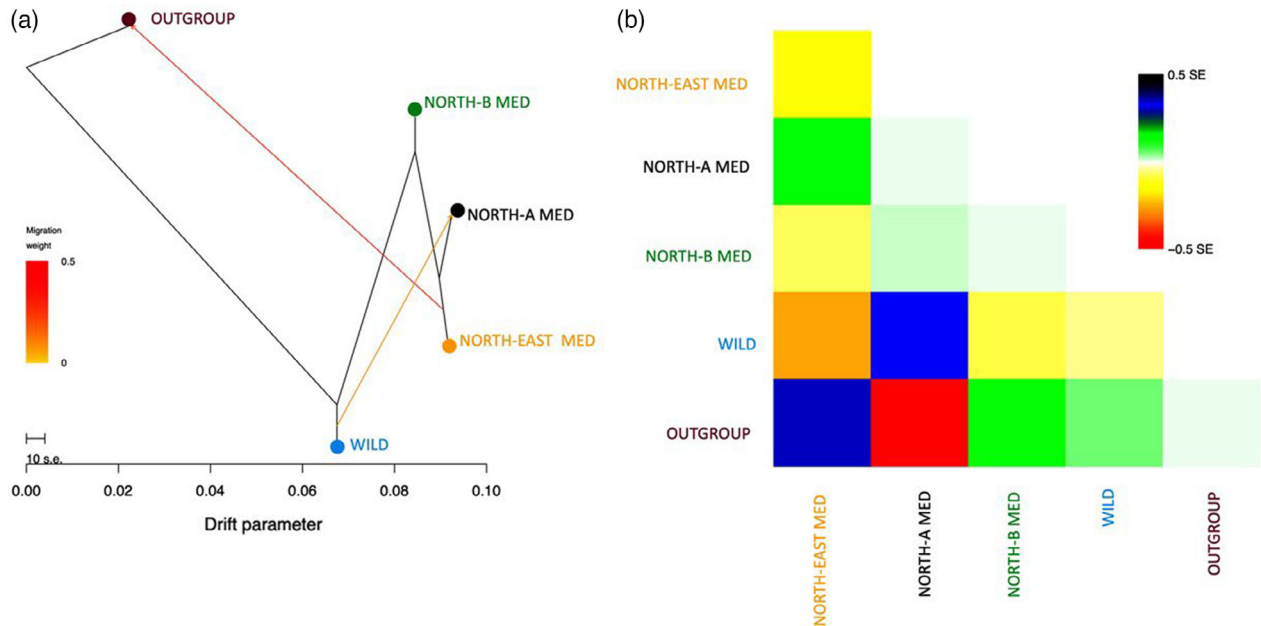 (a)
OUTGROUP
NORTH-B MED
NORTH-A MED
NORTH-EAST  MED
WILD
Migration
weight
0.5
0
10 s.e.
0.00 0.02 0.04 0.06 0.08 0.10
Drift parameter
(b)
NORTH-EAST MED
NORTH-A MED
NORTH-B MED
WILD
OUTGROUP
0.5 SE
−0.5 SE
NORTH-EAST MED
NORTH-A MED
NORTH-B MED
WILD
OUTGROUP